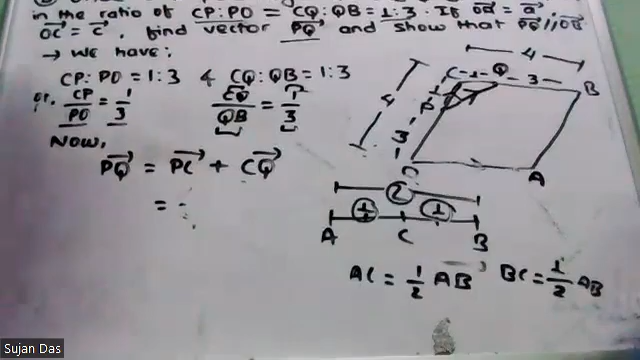 in the ratio of CP:PO = CQ:QB = 1:3. If OA = a,
OC = c, find vector PQ and show that PQ // OB
→ We have;
CP:PO = 1:3 & CQ:QB = 1:3
or, CP/PO = 1/3 CQ/QB = 1/3
Now,
PQ = PC + CQ
= -
4
C 1 Q 3 B
4
1
P
3
O
A
2
1 1
A C B
AC = 1/2 AB, BC = 1/2 AB
Sujan Das